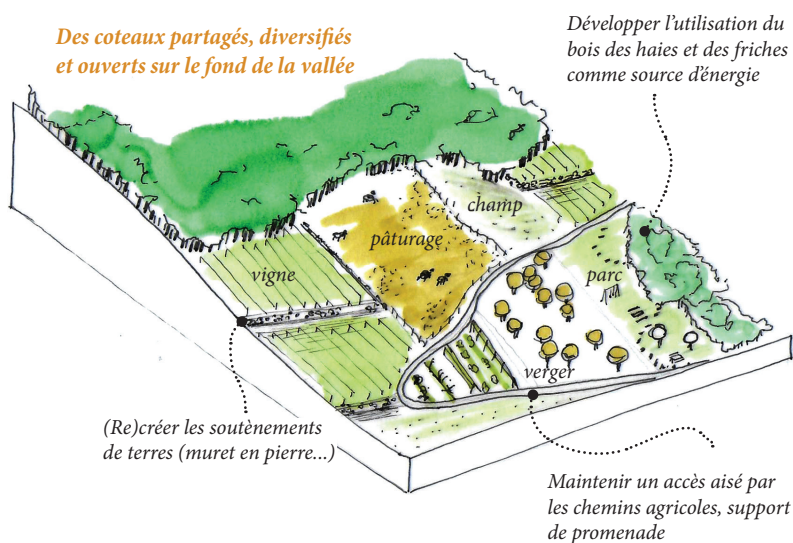 Des coteaux partagés, diversifiés
et ouverts sur le fond de la vallée
Développer l'utilisation du
bois des haies et des friches
comme source d'énergie
champ
pâturage
vigne
parc
verger
(Re)créer les soutènements
de terres (muret en pierre...)
Maintenir un accès aisé par
les chemins agricoles, support
de promenade